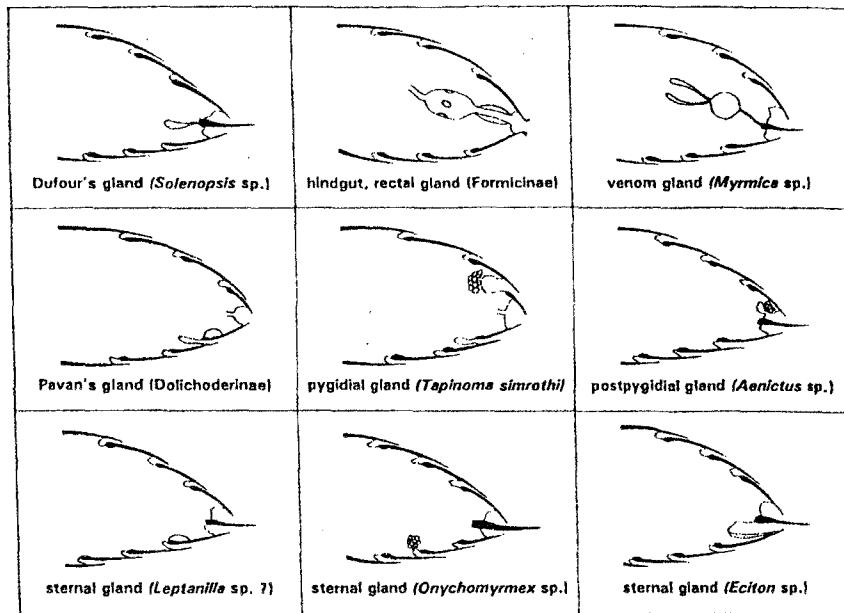 Dufour's gland (Solenopsis sp.)
hindgut, rectal gland (Formicinae)
venom gland (Myrmica sp.)
Pavan's gland (Dolichoderinae)
pygidial gland (Tapinoma simrothi)
postpygidial gland (Aenictus sp.)
sternal gland (Leptanilla sp. ?)
sternal gland (Onychomyrmex sp.)
sternal gland (Eciton sp.)